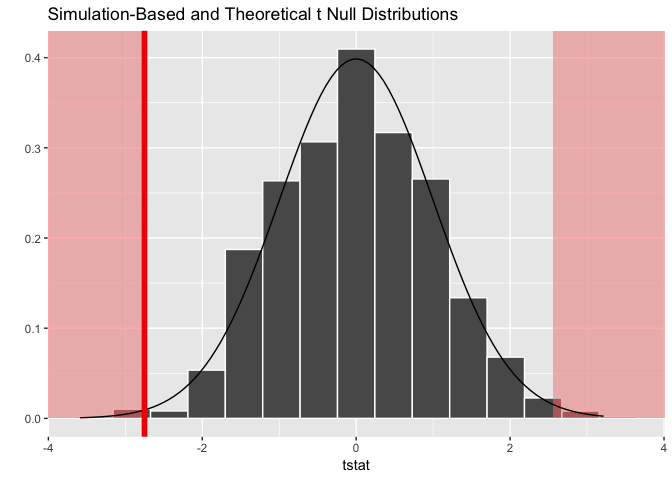 Simulation-Based and Theoretical t Null Distributions
0.4
0.3
0.2
0.1
0.0
-4 -2 0 2 4
tstat